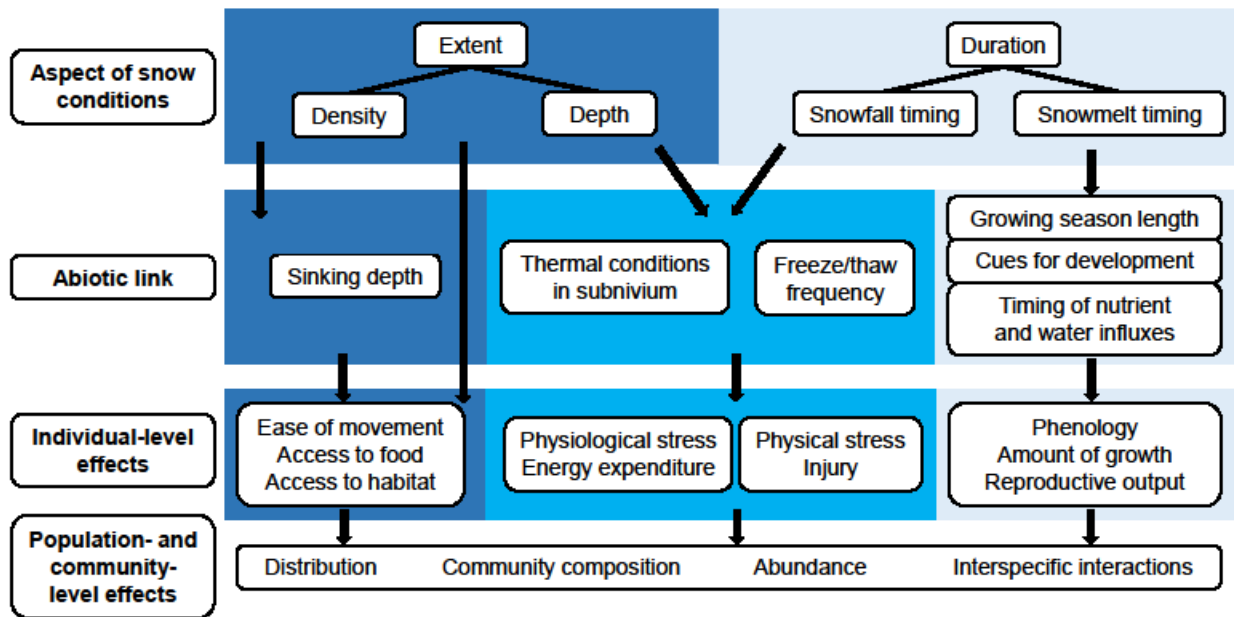 Aspect of snow
conditions
Extent
Density
Depth
Duration
Snowfall timing
Snowmelt timing
Abiotic link
Sinking depth
Thermal conditions
in subnivium
Freeze/thaw
frequency
Growing season length
Cues for development
Timing of nutrient
and water influxes
Individual-level
effects
Ease of movement
Access to food
Access to habitat
Physiological stress
Energy expenditure
Physical stress
Injury
Phenology
Amount of growth
Reproductive output
Population- and
community-
level effects
Distribution
Community composition
Abundance
Interspecific interactions